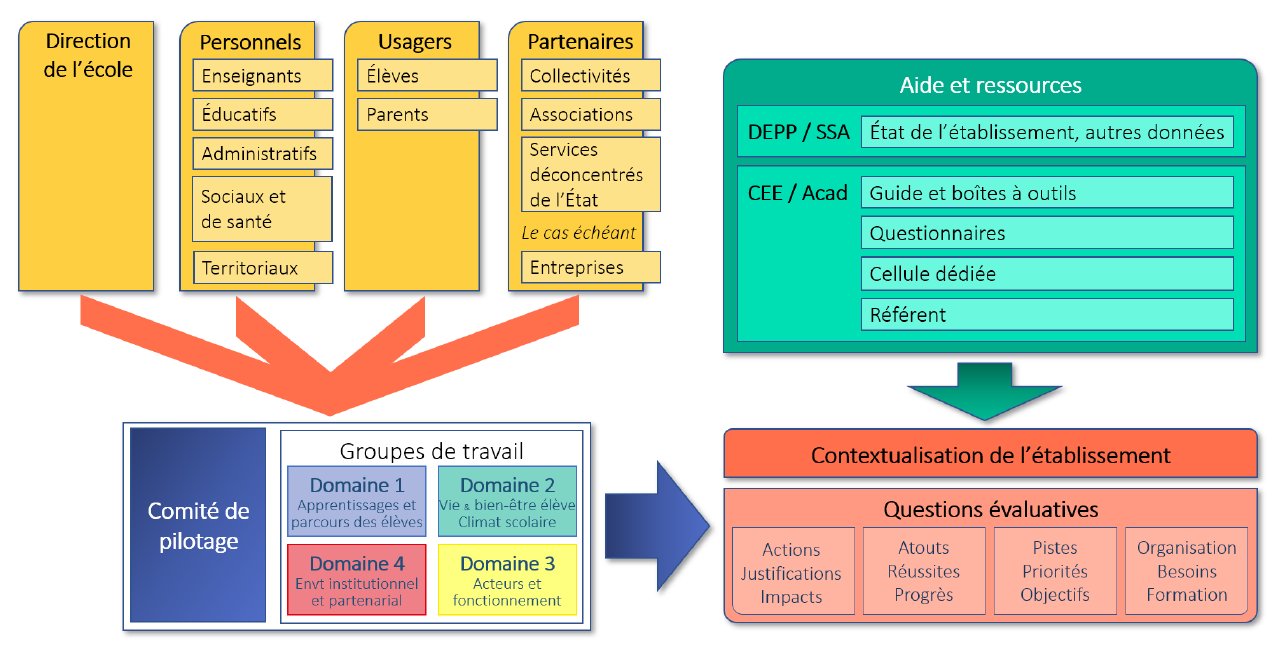 Direction
de l’école
Personnels
Enseignants
Éducatifs
Administratifs
Sociaux et
de santé
Territoriaux
Usagers
Élèves
Parents
Partenaires
Collectivités
Associations
Services
déconcentrés
de l’État
Le cas échéant
Entreprises
Aide et ressources
DEPP / SSA
État de l’établissement, autres données
CEE / Acad
Guide et boîtes à outils
Questionnaires
Cellule dédiée
Référent
Comité de
pilotage
Groupes de travail
Domaine 1
Apprentissages et
parcours des élèves
Domaine 2
Vie & bien-être élève
Climat scolaire
Domaine 4
Envt institutionnel
et partenarial
Domaine 3
Acteurs et
fonctionnement
Contextualisation de l’établissement
Questions évaluatives
Actions
Justifications
Impacts
Atouts
Réussites
Progrès
Pistes
Priorités
Objectifs
Organisation
Besoins
Formation